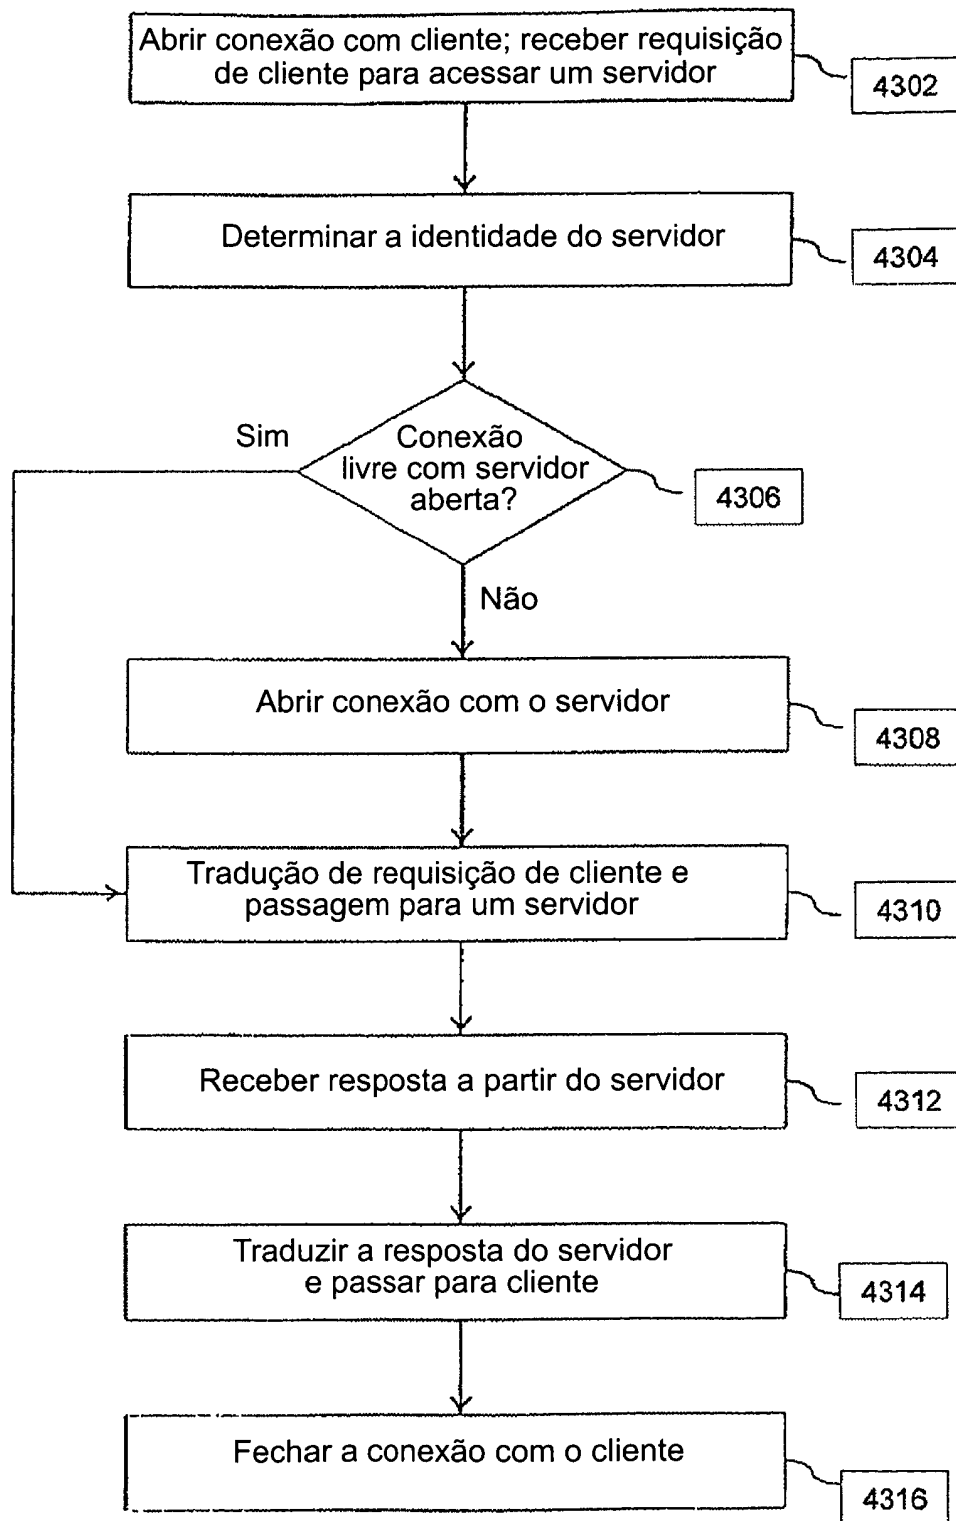 Abrir conexão com cliente; receber requisição
de cliente para acessar um servidor
4302
Determinar a identidade do servidor
4304
Sim
Conexão
livre com servidor
aberta?
4306
Não
Abrir conexão com o servidor
4308
Tradução de requisição de cliente e
passagem para um servidor
4310
Receber resposta a partir do servidor
4312
Traduzir a resposta do servidor
e passar para cliente
4314
Fechar a conexão com o cliente
4316